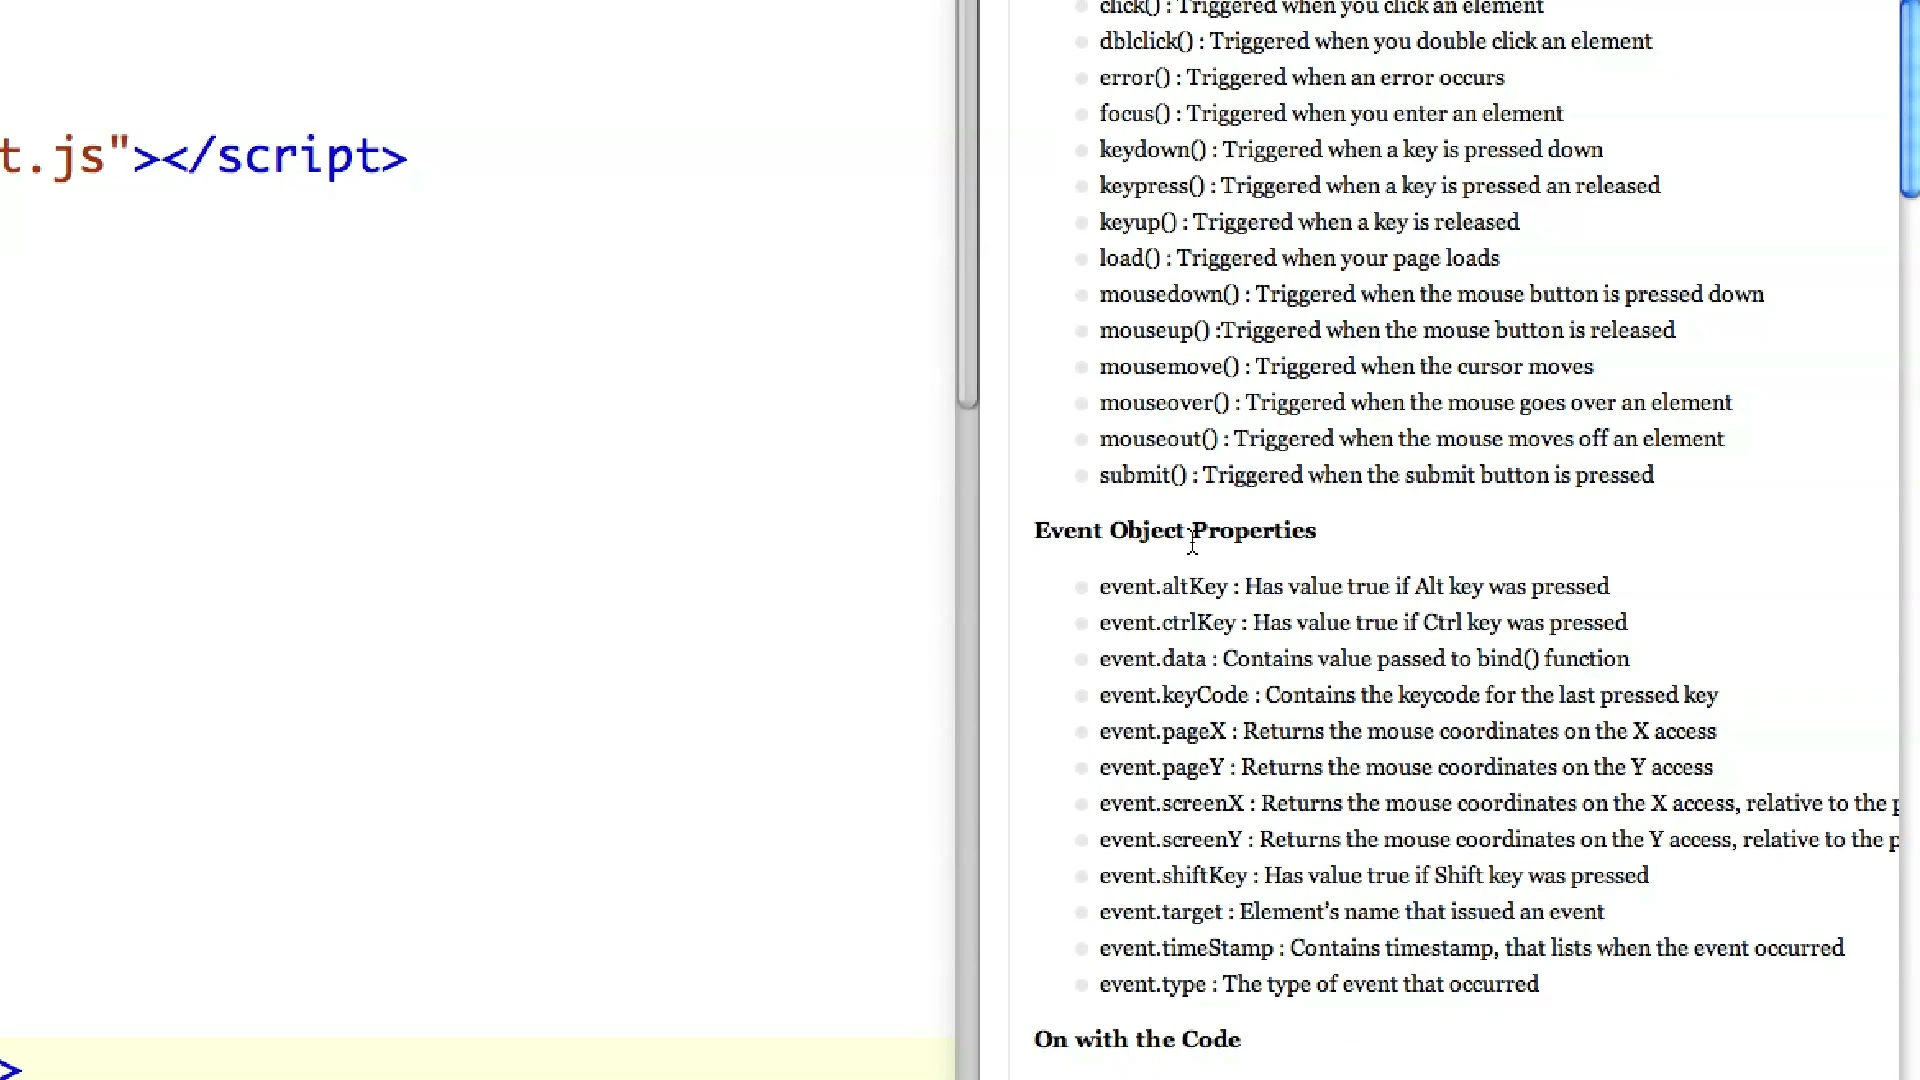 t.js"></script>
>
click() : Triggered when you click an element
dblclick() : Triggered when you double click an element
error() : Triggered when an error occurs
focus() : Triggered when you enter an element
keydown() : Triggered when a key is pressed down
keypress() : Triggered when a key is pressed an released
keyup() : Triggered when a key is released
load() : Triggered when your page loads
mousedown() : Triggered when the mouse button is pressed down
mouseup() :Triggered when the mouse button is released
mousemove() : Triggered when the cursor moves
mouseover() : Triggered when the mouse goes over an element
mouseout() : Triggered when the mouse moves off an element
submit() : Triggered when the submit button is pressed
Event Object Properties
event.altKey : Has value true if Alt key was pressed
event.ctrlKey : Has value true if Ctrl key was pressed
event.data : Contains value passed to bind() function
event.keyCode : Contains the keycode for the last pressed key
event.pageX : Returns the mouse coordinates on the X access
event.pageY : Returns the mouse coordinates on the Y access
event.screenX : Returns the mouse coordinates on the X access, relative to the
event.screenY : Returns the mouse coordinates on the Y access, relative to the
event.shiftKey : Has value true if Shift key was pressed
event.target : Element's name that issued an event
event.timeStamp : Contains timestamp, that lists when the event occurred
event.type : The type of event that occurred
On with the Code